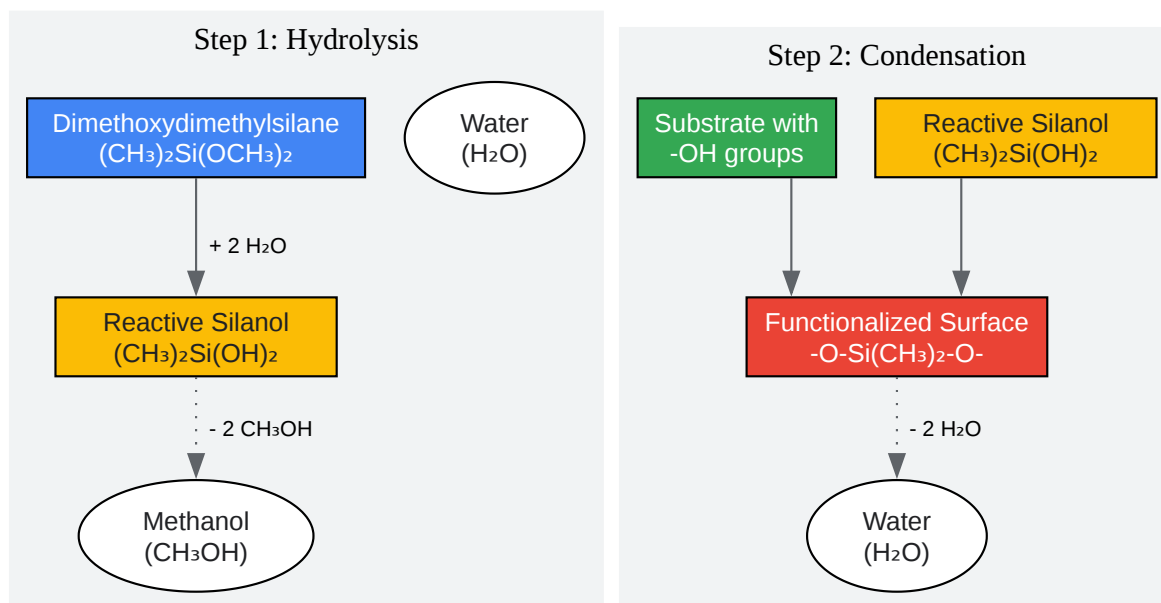 Step 1: Hydrolysis
Dimethoxydimethylsilane
(CH₃)₂Si(OCH₃)₂
Water
(H₂O)
+ 2 H₂O
Reactive Silanol
(CH₃)₂Si(OH)₂
- 2 CH₃OH
Methanol
(CH₃OH)
Step 2: Condensation
Substrate with
-OH groups
Reactive Silanol
(CH₃)₂Si(OH)₂
Functionalized Surface
-O-Si(CH₃)₂-O-
- 2 H₂O
Water
(H₂O)